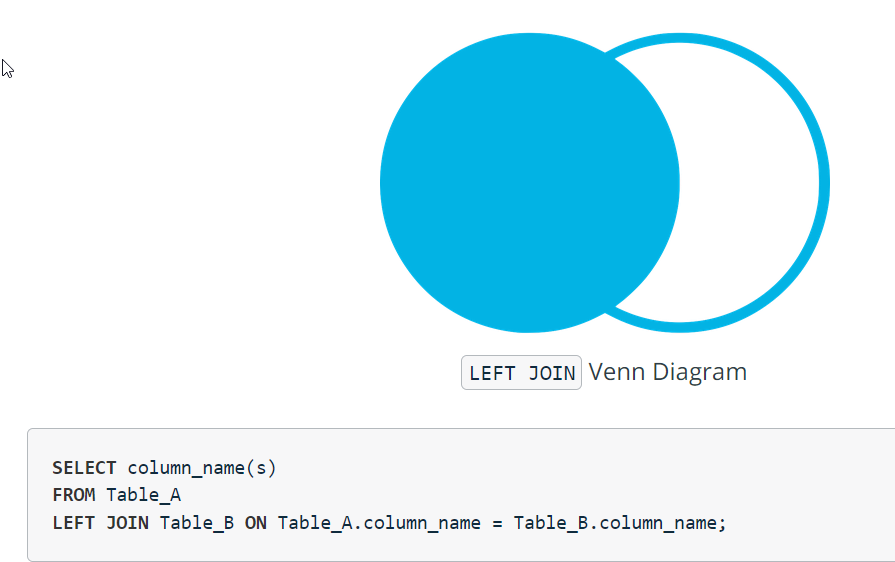 LEFT JOIN Venn Diagram
SELECT column_name(s)
FROM Table_A
LEFT JOIN Table_B ON Table_A.column_name = Table_B.column_name;